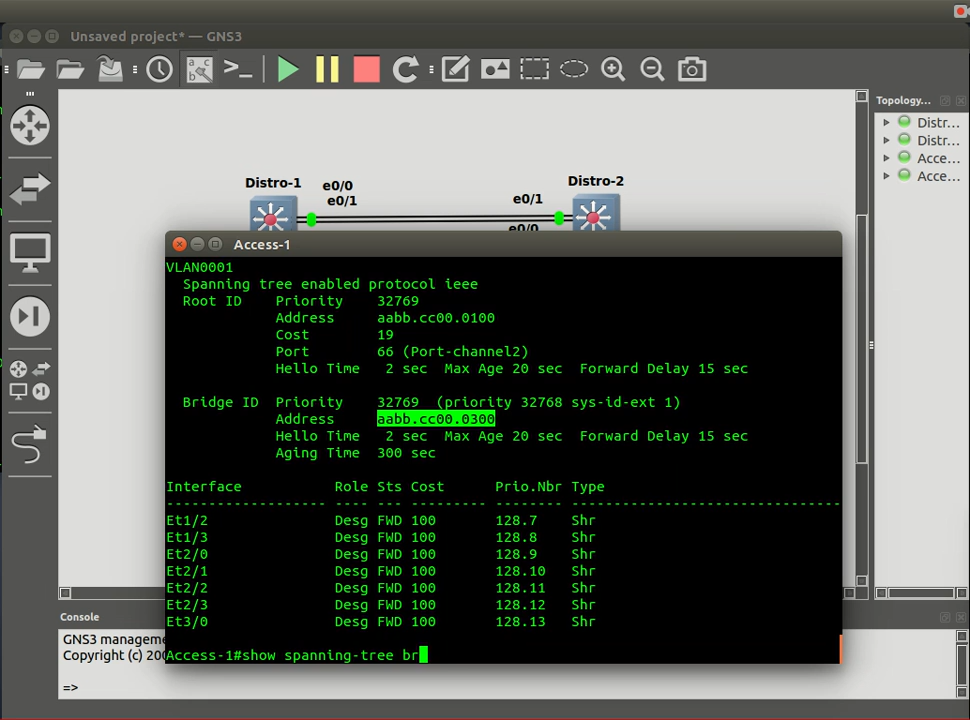 Unsaved project* — GNS3
Topology...
Distr...
Distr...
Acce...
Acce...
Distro-1
e0/0
e0/1
e0/1
Distro-2
e0/0
Access-1
VLAN0001
Spanning tree enabled protocol ieee
Root ID Priority 32769
Address aabb.cc00.0100
Cost 19
Port 66 (Port-channel2)
Hello Time 2 sec Max Age 20 sec Forward Delay 15 sec
Bridge ID Priority 32769 (priority 32768 sys-id-ext 1)
Address aabb.cc00.0300
Hello Time 2 sec Max Age 20 sec Forward Delay 15 sec
Aging Time 300 sec
Interface Role Sts Cost Prio.Nbr Type
------------------- ---- --- --------- -------- --------------------------------
Et1/2 Desg FWD 100 128.7 Shr
Et1/3 Desg FWD 100 128.8 Shr
Et2/0 Desg FWD 100 128.9 Shr
Et2/1 Desg FWD 100 128.10 Shr
Et2/2 Desg FWD 100 128.11 Shr
Et2/3 Desg FWD 100 128.12 Shr
Et3/0 Desg FWD 100 128.13 Shr
Access-1#show spanning-tree br
Console
GNS3 manageme
Copyright (c) 200
=>